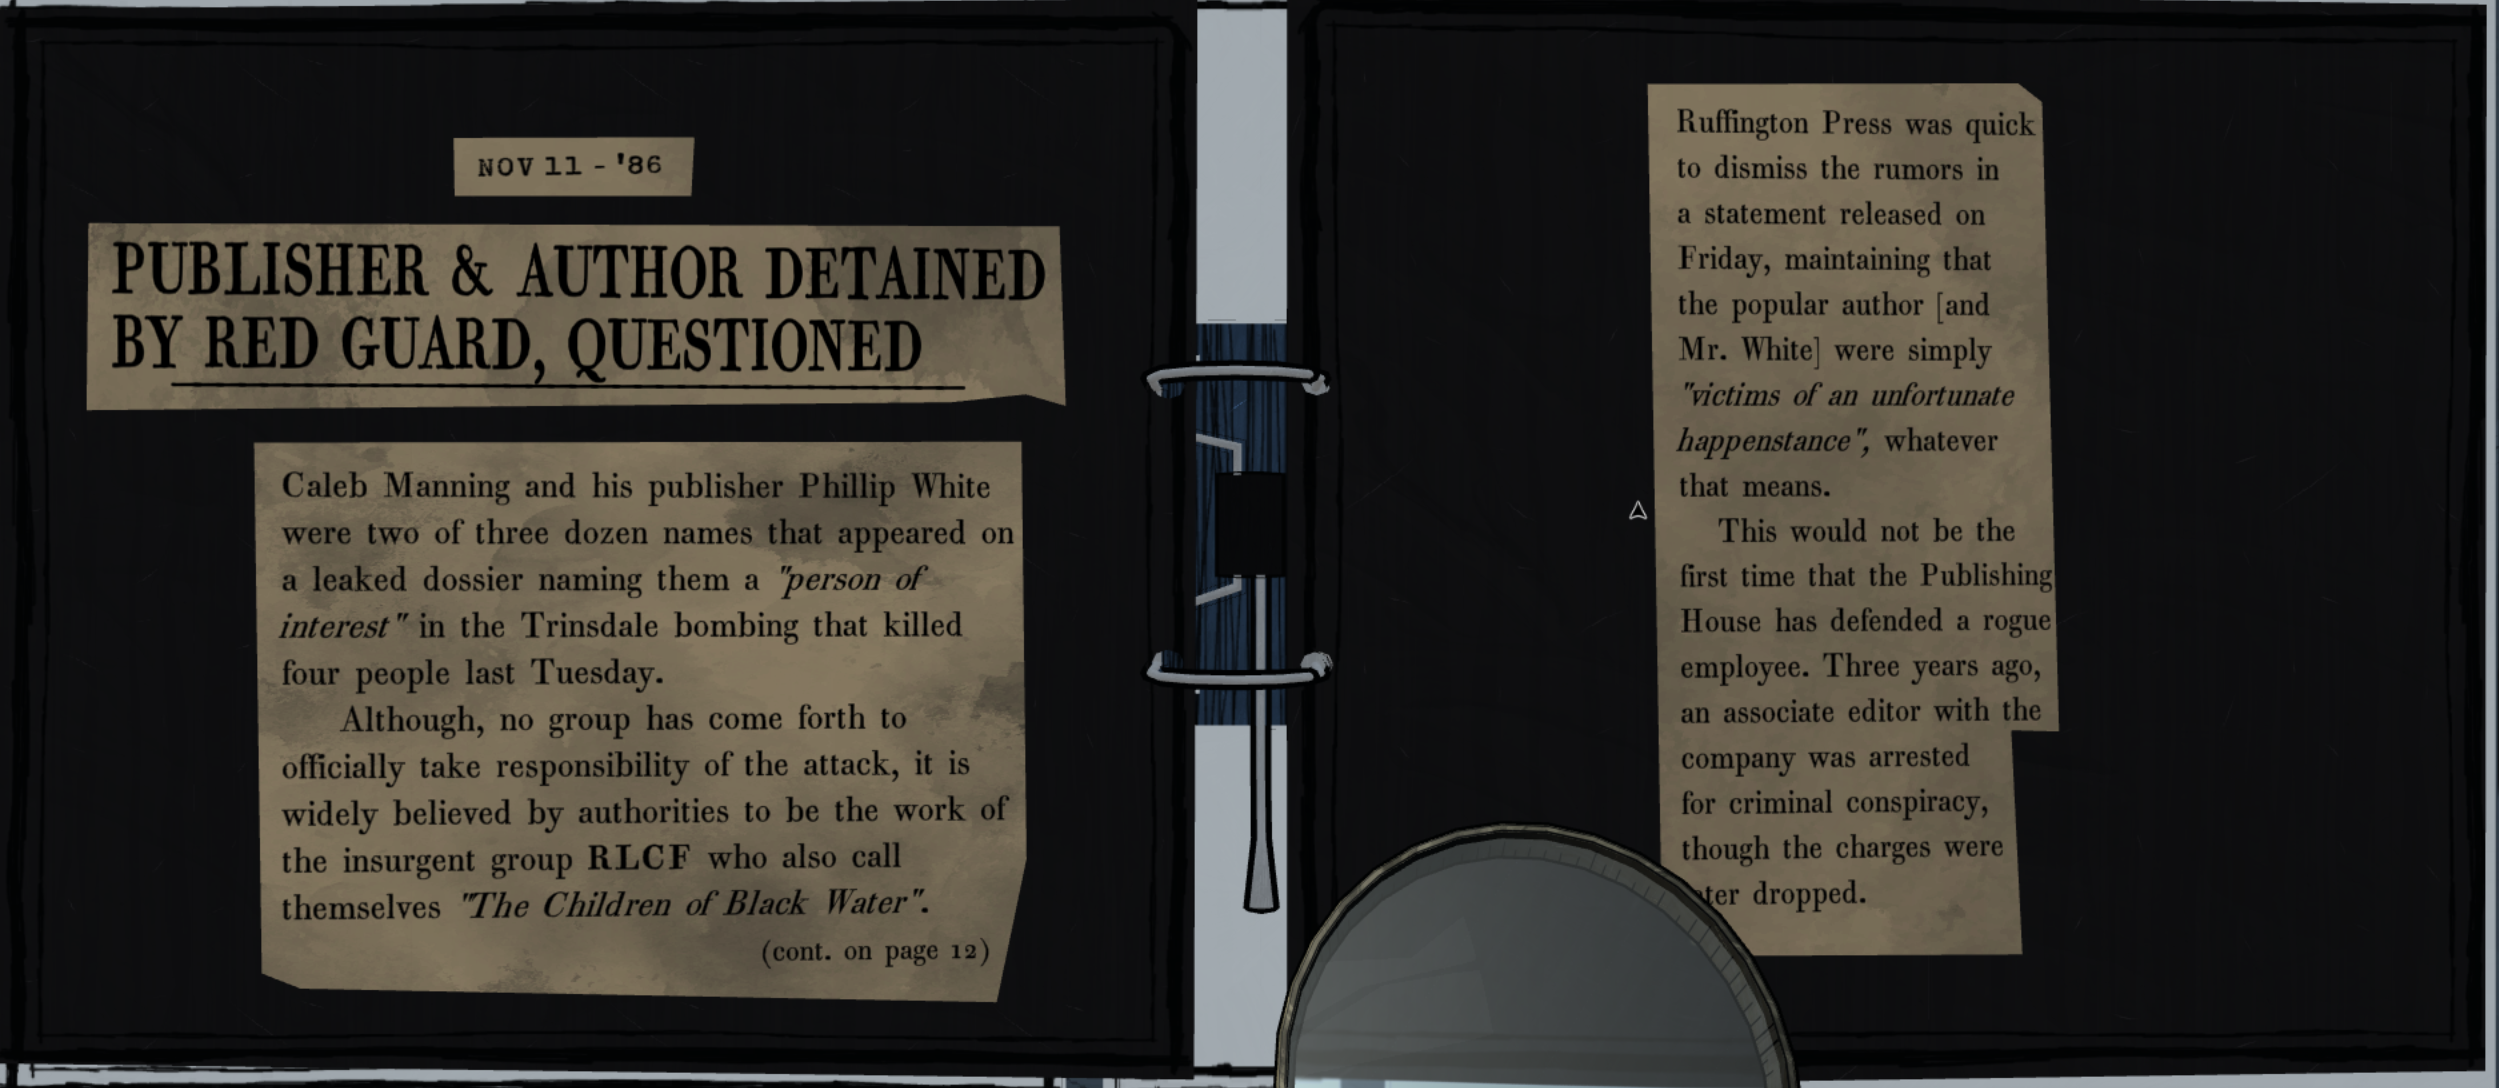 NOV 11 - '86
PUBLISHER & AUTHOR DETAINED
BY RED GUARD, QUESTIONED
Caleb Manning and his publisher Phillip White
were two of three dozen names that appeared on
a leaked dossier naming them a "person of
interest" in the Trinsdale bombing that killed
four people last Tuesday.
Although, no group has come forth to
officially take responsibility of the attack, it is
widely believed by authorities to be the work of
the insurgent group RLCF who also call
themselves "The Children of Black Water".
(cont. on page 12)
Ruffington Press was quick
to dismiss the rumors in
a statement released on
Friday, maintaining that
the popular author [and
Mr. White] were simply
"victims of an unfortunate
happenstance", whatever
that means.
This would not be the
first time that the Publishing
House has defended a rogue
employee. Three years ago,
an associate editor with the
company was arrested
for criminal conspiracy,
though the charges were
dropped.